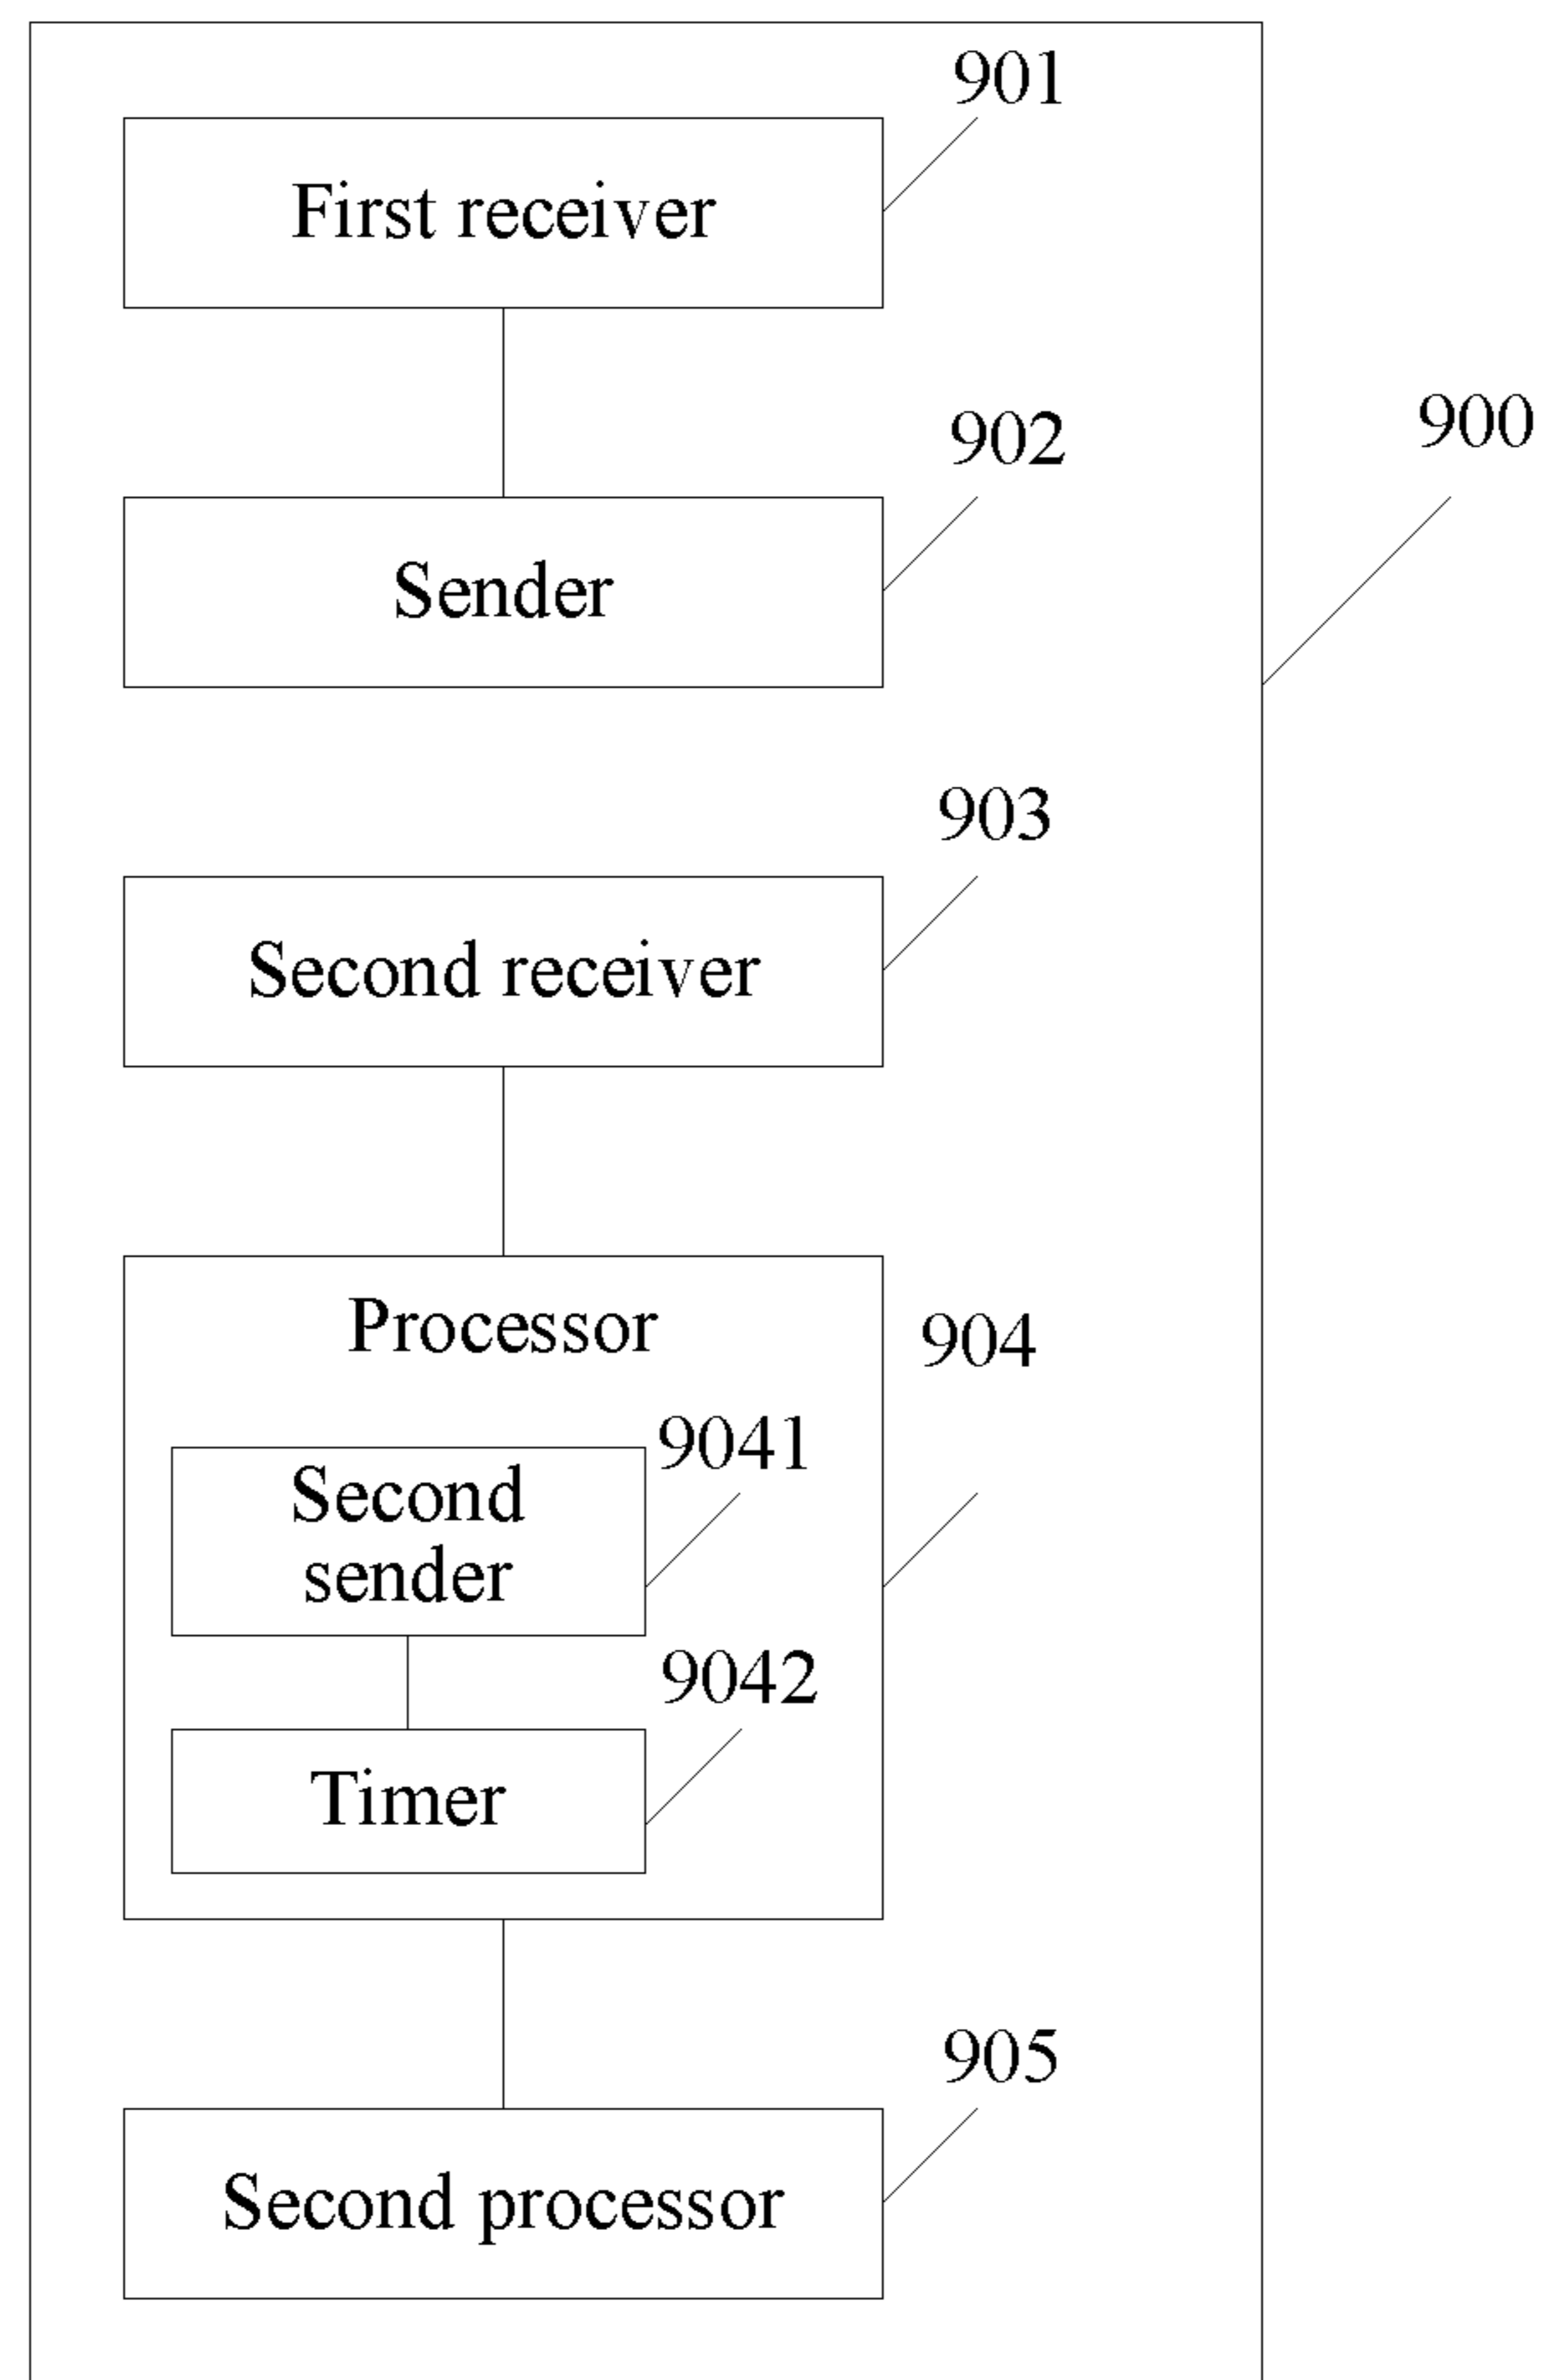 901
First receiver
900
902
Sender
903
Second receiver
Processor
904
9041
Second
sender
9042
Timer
905
Second processor